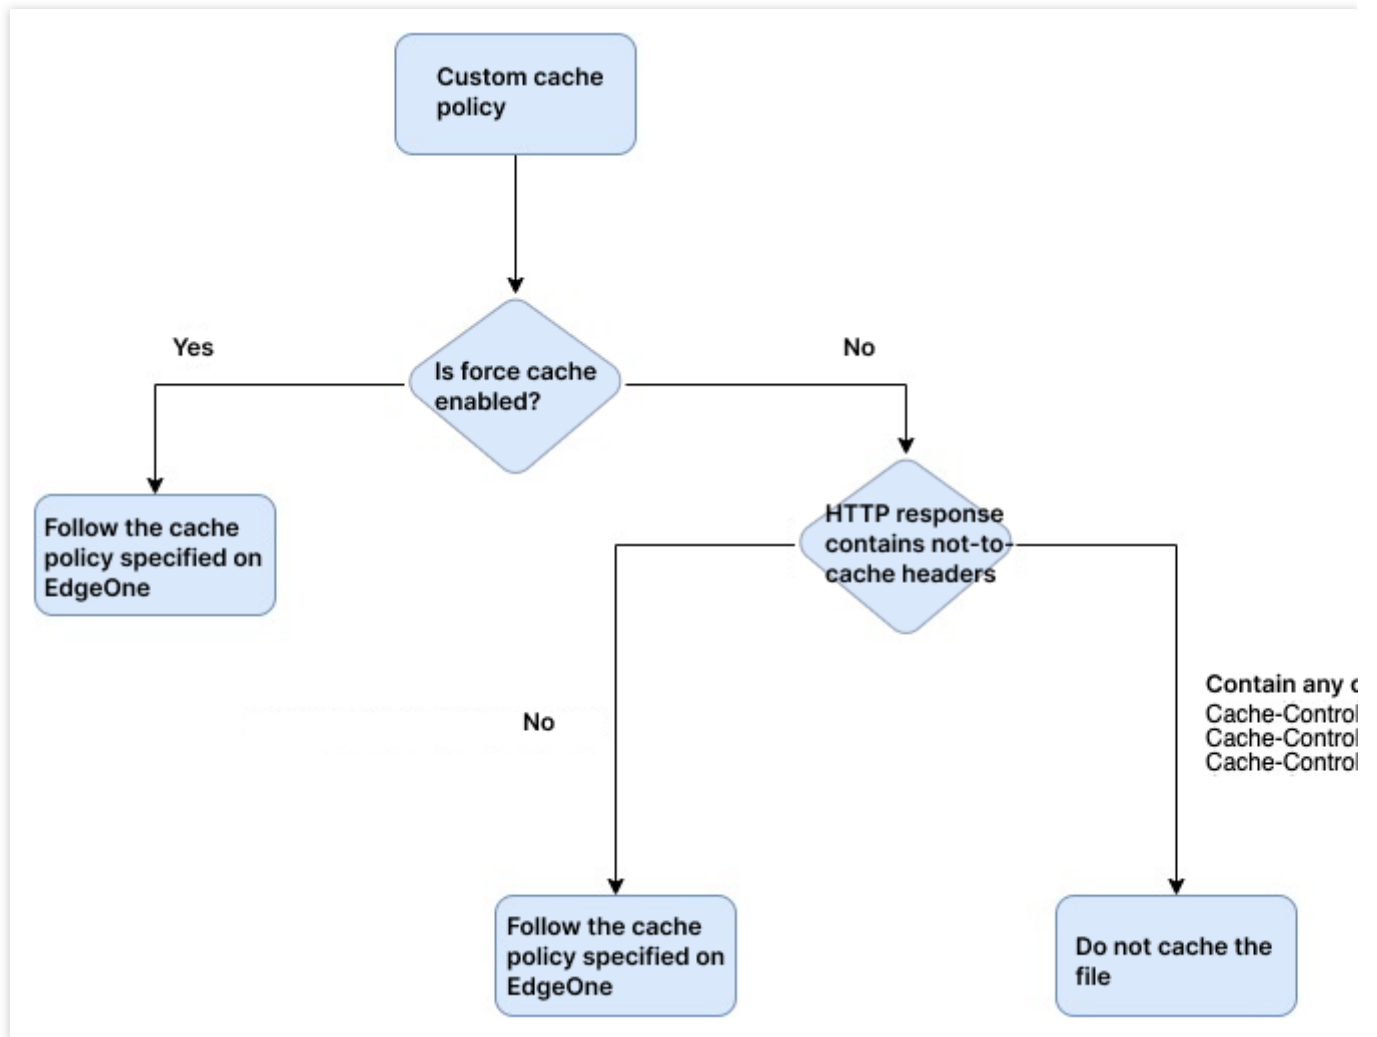 Custom cache
policy
Yes
No
Is force cache
enabled?
Follow the cache
policy specified on
EdgeOne
HTTP response
contains not-to-
cache headers
No
Contain any
Cache-Control
Cache-Control
Cache-Control
Follow the cache
policy specified on
EdgeOne
Do not cache the
file